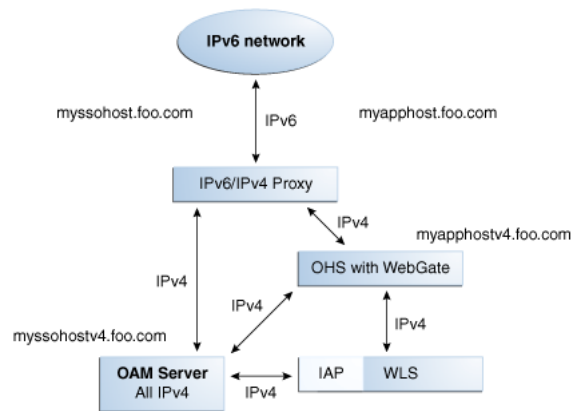 IPv6 network
myssohost.foo.com
myapphost.foo.com
IPv6
IPv6/IPv4 Proxy
IPv4
myapphostv4.foo.com
OHS with WebGate
IPv4
IPv4
IPv4
myssohostv4.foo.com
OAM Server
All IPv4
IPv4
IAP
WLS